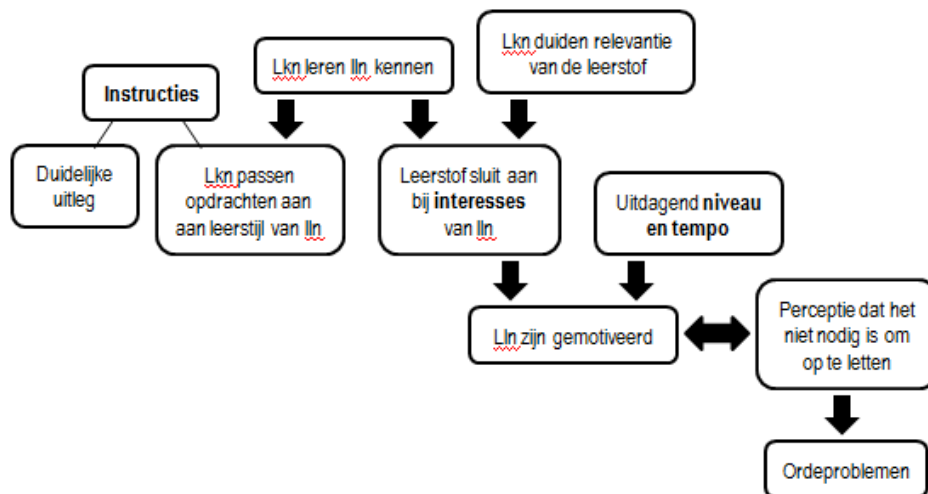 Lkn duiden relevantie
van de leerstof
Lkn leren lln kennen
Instructies
Duidelijke
uitleg
Lkn passen
opdrachten aan
aan leerstijl van lln
Leerstof sluit aan
bij interesses
van lln
Uitdagend niveau
en tempo
Lln zijn gemotiveerd
Perceptie dat het
niet nodig is om
op te letten
Ordeproblemen